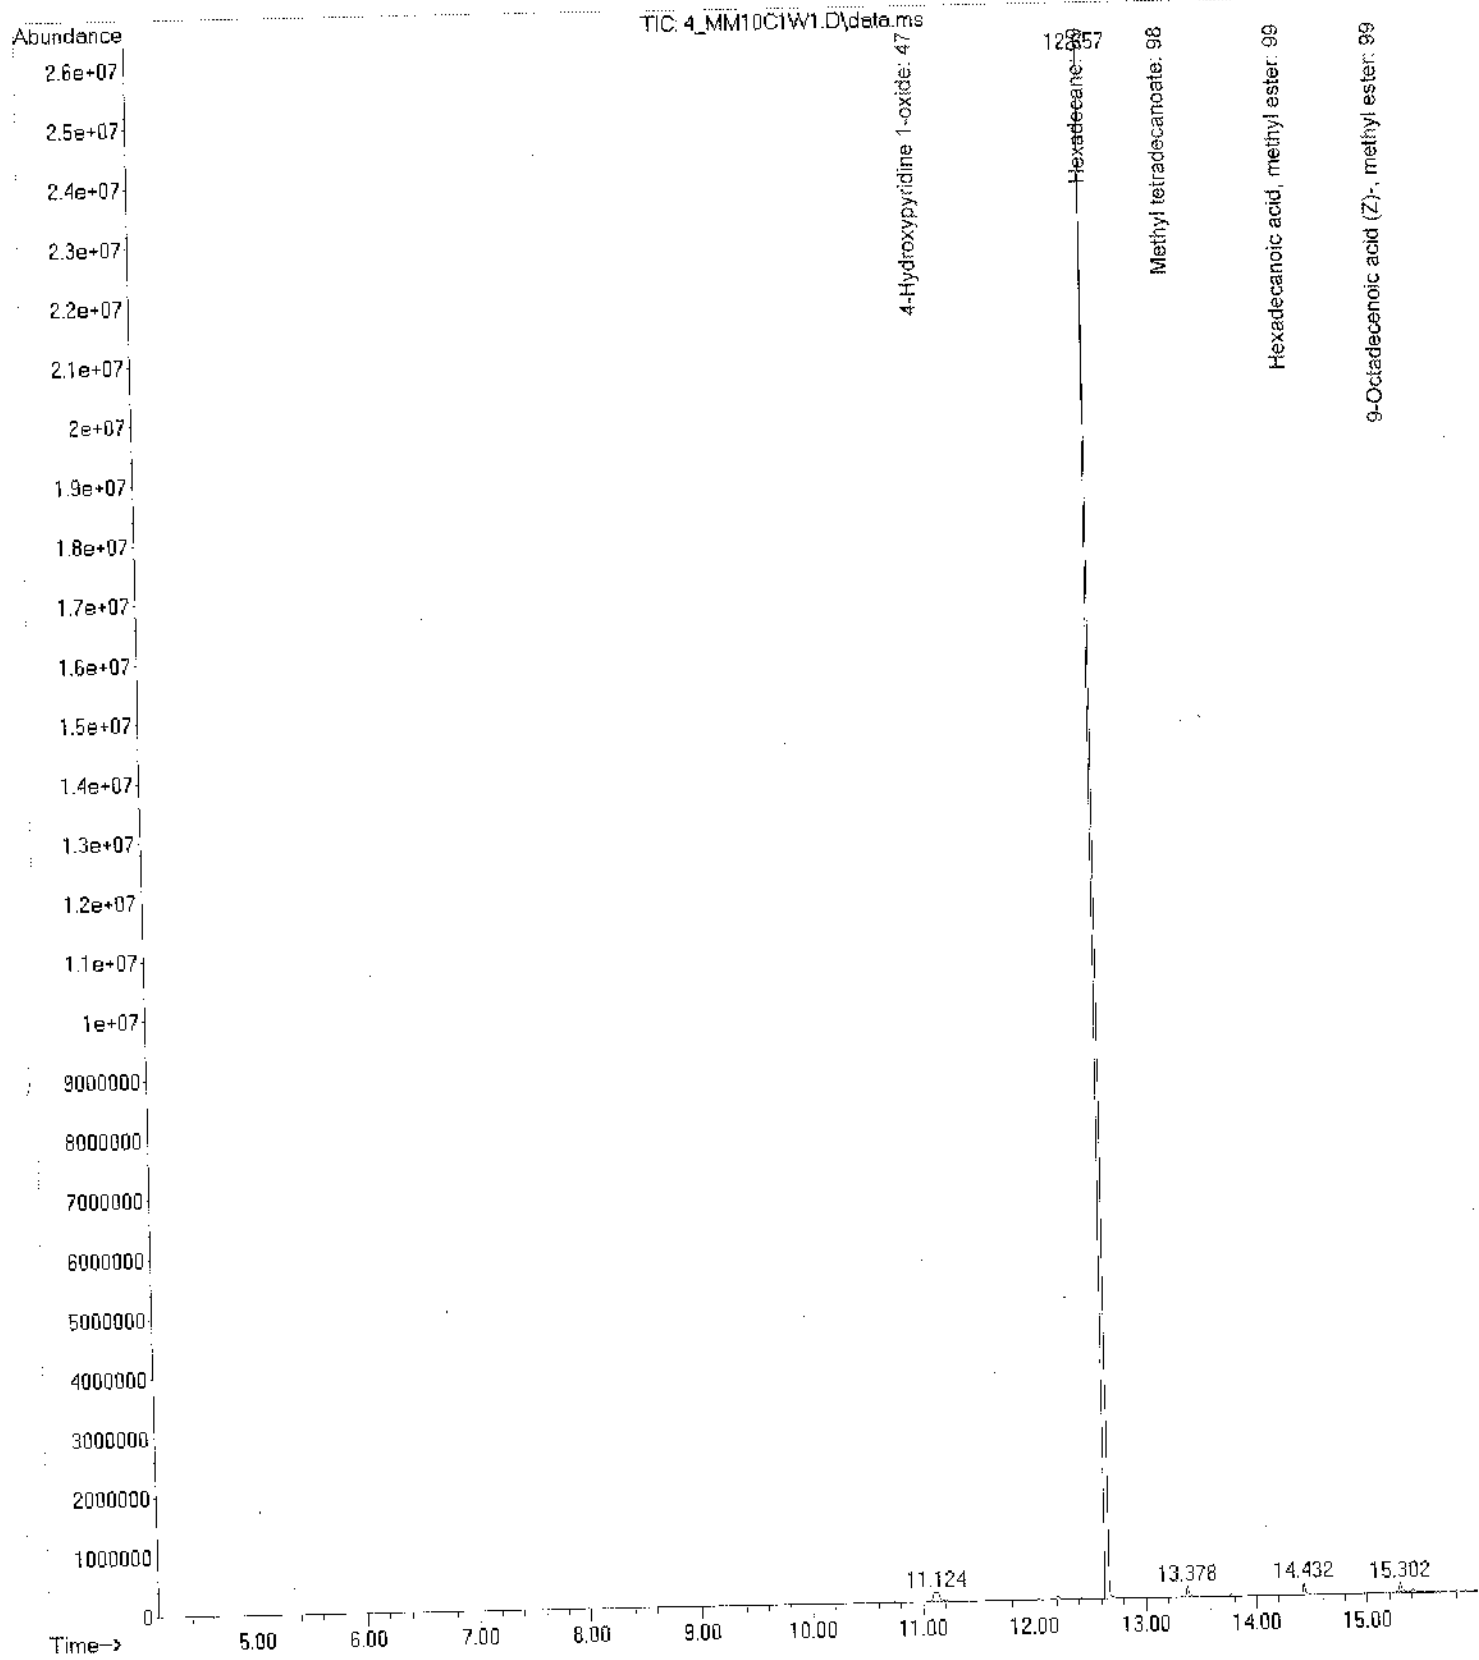 TIC: 4_MM10C1W1.D\data.ms
Abundance
4-Hydroxypyridine 1-oxide: 47
Hexadecane: 99
Methyl tetradecanoate: 98
Hexadecanoic acid, methyl ester: 99
9-Octadecenoic acid (Z)-, methyl ester: 99
2.6e+07
2.5e+07
2.4e+07
2.3e+07
2.2e+07
2.1e+07
2e+07
1.9e+07
1.8e+07
1.7e+07
1.6e+07
1.5e+07
1.4e+07
1.3e+07
1.2e+07
1.1e+07
1e+07
9000000
8000000
7000000
6000000
5000000
4000000
3000000
2000000
1000000
11.124 13.378 14.432 15.302
0
Time--> 5.00 6.00 7.00 8.00 9.00 10.00 11.00 12.00 13.00 14.00 15.00